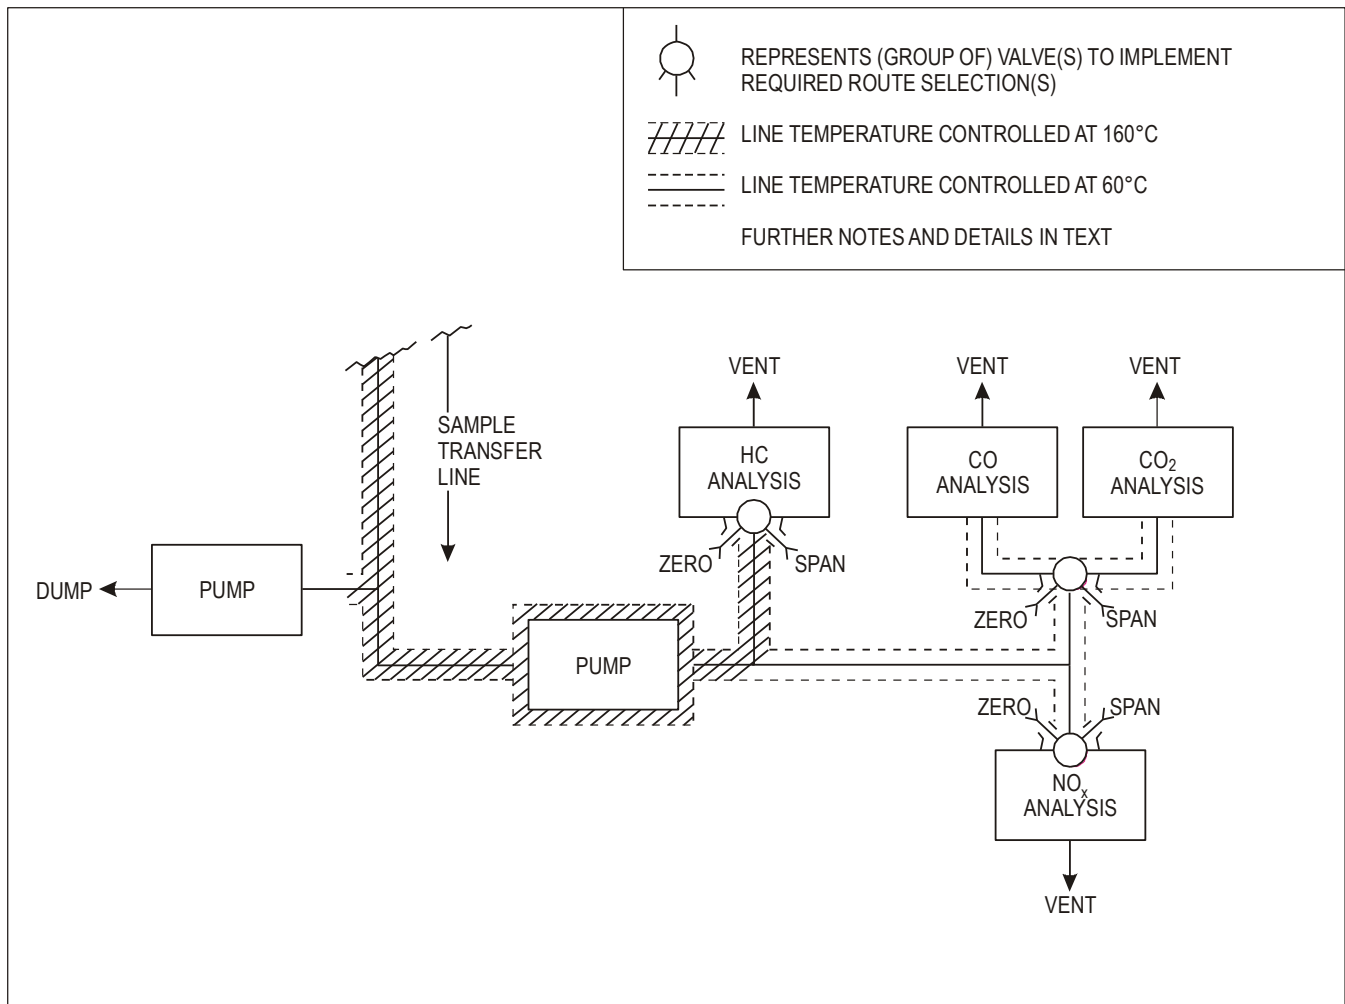 REPRESENTS (GROUP OF) VALVE(S) TO IMPLEMENT
REQUIRED ROUTE SELECTION(S)
LINE TEMPERATURE CONTROLLED AT 160°C
LINE TEMPERATURE CONTROLLED AT 60°C
FURTHER NOTES AND DETAILS IN TEXT
SAMPLE
TRANSFER
LINE
VENT
VENT
VENT
HC
ANALYSIS
CO
ANALYSIS
CO₂
ANALYSIS
ZERO
SPAN
DUMP
PUMP
ZERO
SPAN
PUMP
ZERO
SPAN
NOₓ
ANALYSIS
VENT